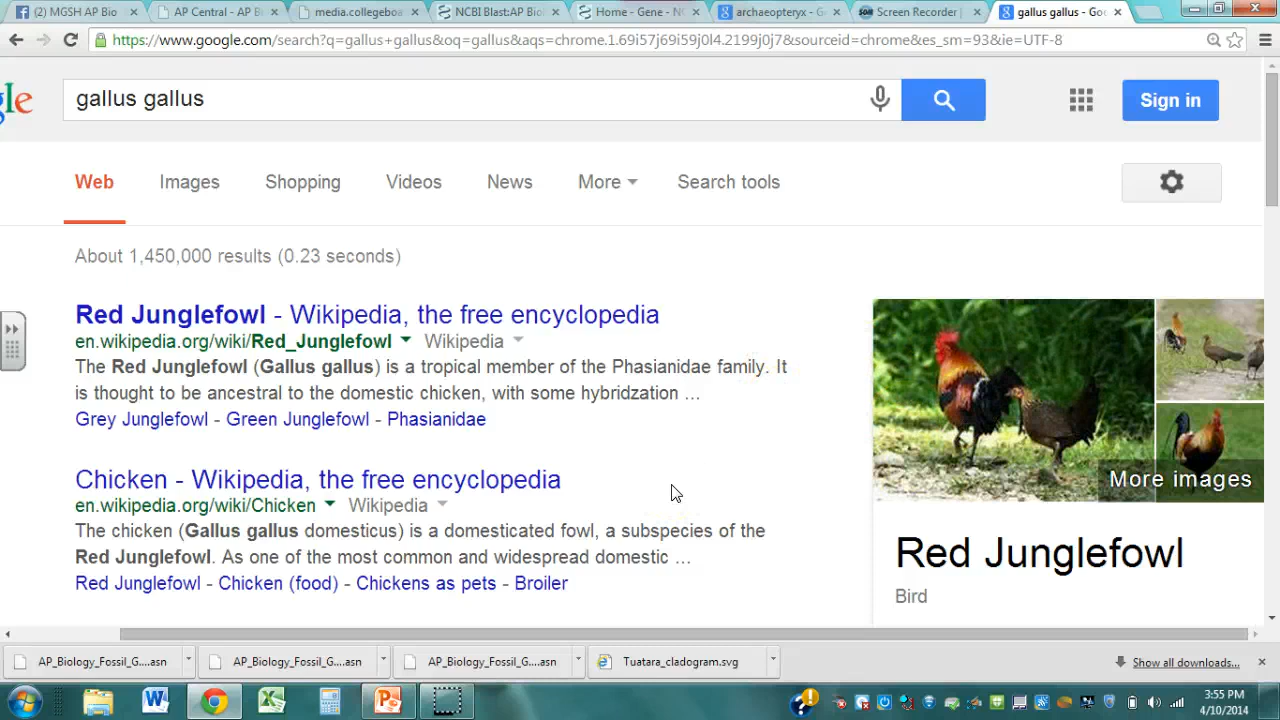 (2) MGSH AP Bio
AP Central - AP B
media.collegeboa
NCBI Blast:AP Biol
Home - Gene - NC
archaeopteryx - Go
Screen Recorder |
gallus gallus - Goo
https://www.google.com/search?q=gallus+gallus&oq=gallus&aqs=chrome.1.69i57j69i59j0l4.2199j0j7&sourceid=chrome&es_sm=93&ie=UTF-8
gle
gallus gallus
Sign in
Web
Images
Shopping
Videos
News
More
Search tools
About 1,450,000 results (0.23 seconds)
Red Junglefowl - Wikipedia, the free encyclopedia
en.wikipedia.org/wiki/Red_Junglefowl Wikipedia
The Red Junglefowl (Gallus gallus) is a tropical member of the Phasianidae family. It
is thought to be ancestral to the domestic chicken, with some hybridzation ...
Grey Junglefowl - Green Junglefowl - Phasianidae
Chicken - Wikipedia, the free encyclopedia
en.wikipedia.org/wiki/Chicken Wikipedia
The chicken (Gallus gallus domesticus) is a domesticated fowl, a subspecies of the
Red Junglefowl. As one of the most common and widespread domestic ...
Red Junglefowl - Chicken (food) - Chickens as pets - Broiler
More images
Red Junglefowl
Bird
AP_Biology_Fossil_G....asn
AP_Biology_Fossil_G....asn
AP_Biology_Fossil_G....asn
Tuatara_cladogram.svg
Show all downloads...
3:55 PM
4/10/2014